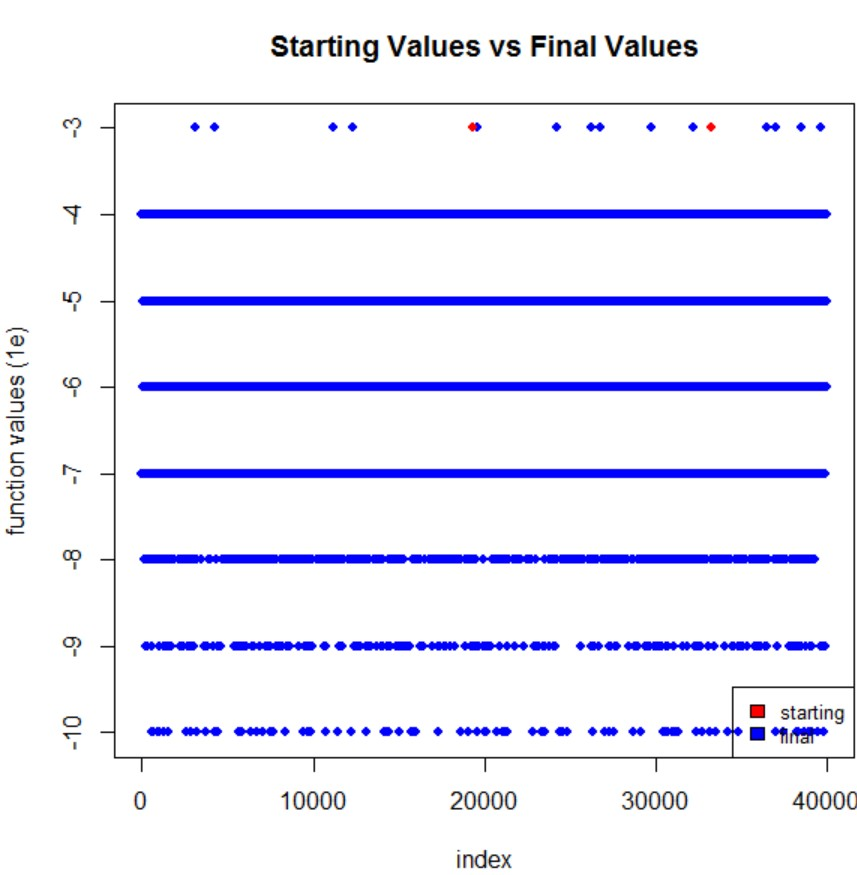 Starting Values vs Final Values
function values (1e)
-3
-4
-5
-6
-7
-8
-9
-10
starting
final
0 10000 20000 30000 40000
index